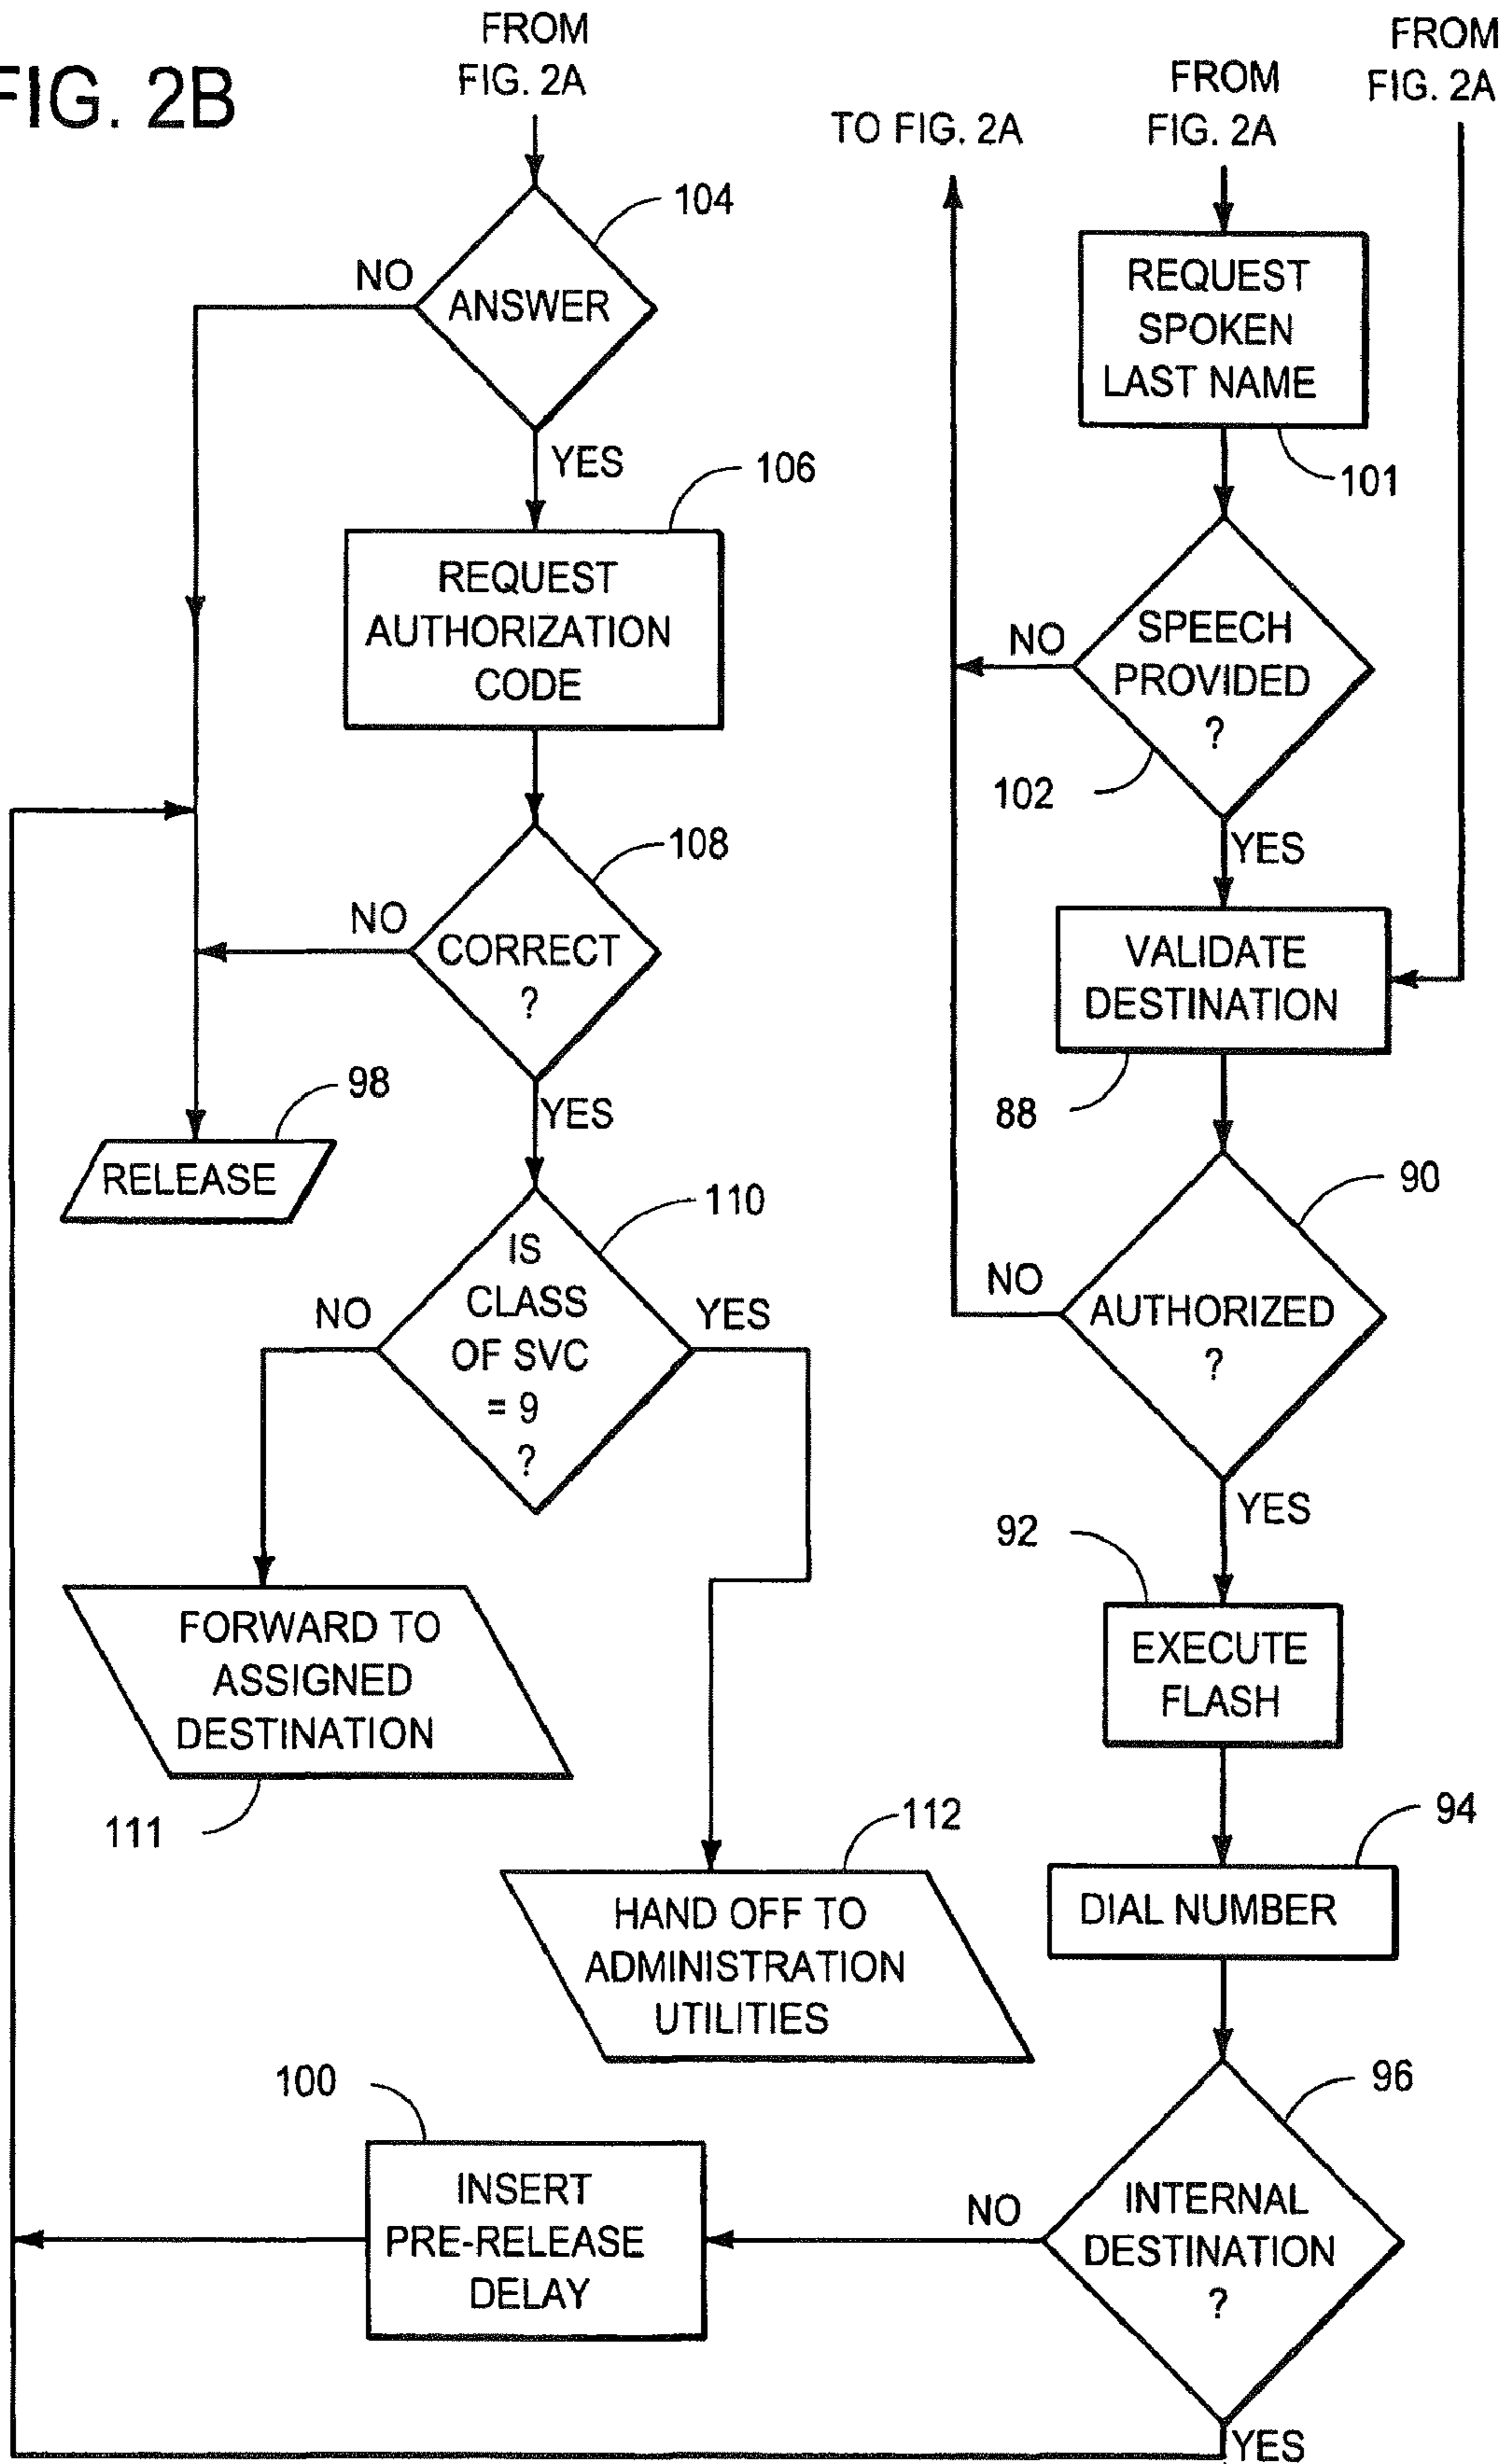 FIG. 2B
FROM
FIG. 2A
TO FIG. 2A
FROM
FIG. 2A
FROM
FIG. 2A
104
NO
ANSWER
YES
106
REQUEST
AUTHORIZATION
CODE
108
NO
CORRECT
?
YES
98
RELEASE
110
IS
CLASS
OF SVC
= 9
?
NO
YES
FORWARD TO
ASSIGNED
DESTINATION
111
112
HAND OFF TO
ADMINISTRATION
UTILITIES
100
INSERT
PRE-RELEASE
DELAY
REQUEST
SPOKEN
LAST NAME
101
NO
SPEECH
PROVIDED
?
102
YES
VALIDATE
DESTINATION
88
90
NO
AUTHORIZED
?
YES
92
EXECUTE
FLASH
94
DIAL NUMBER
96
NO
INTERNAL
DESTINATION
?
YES